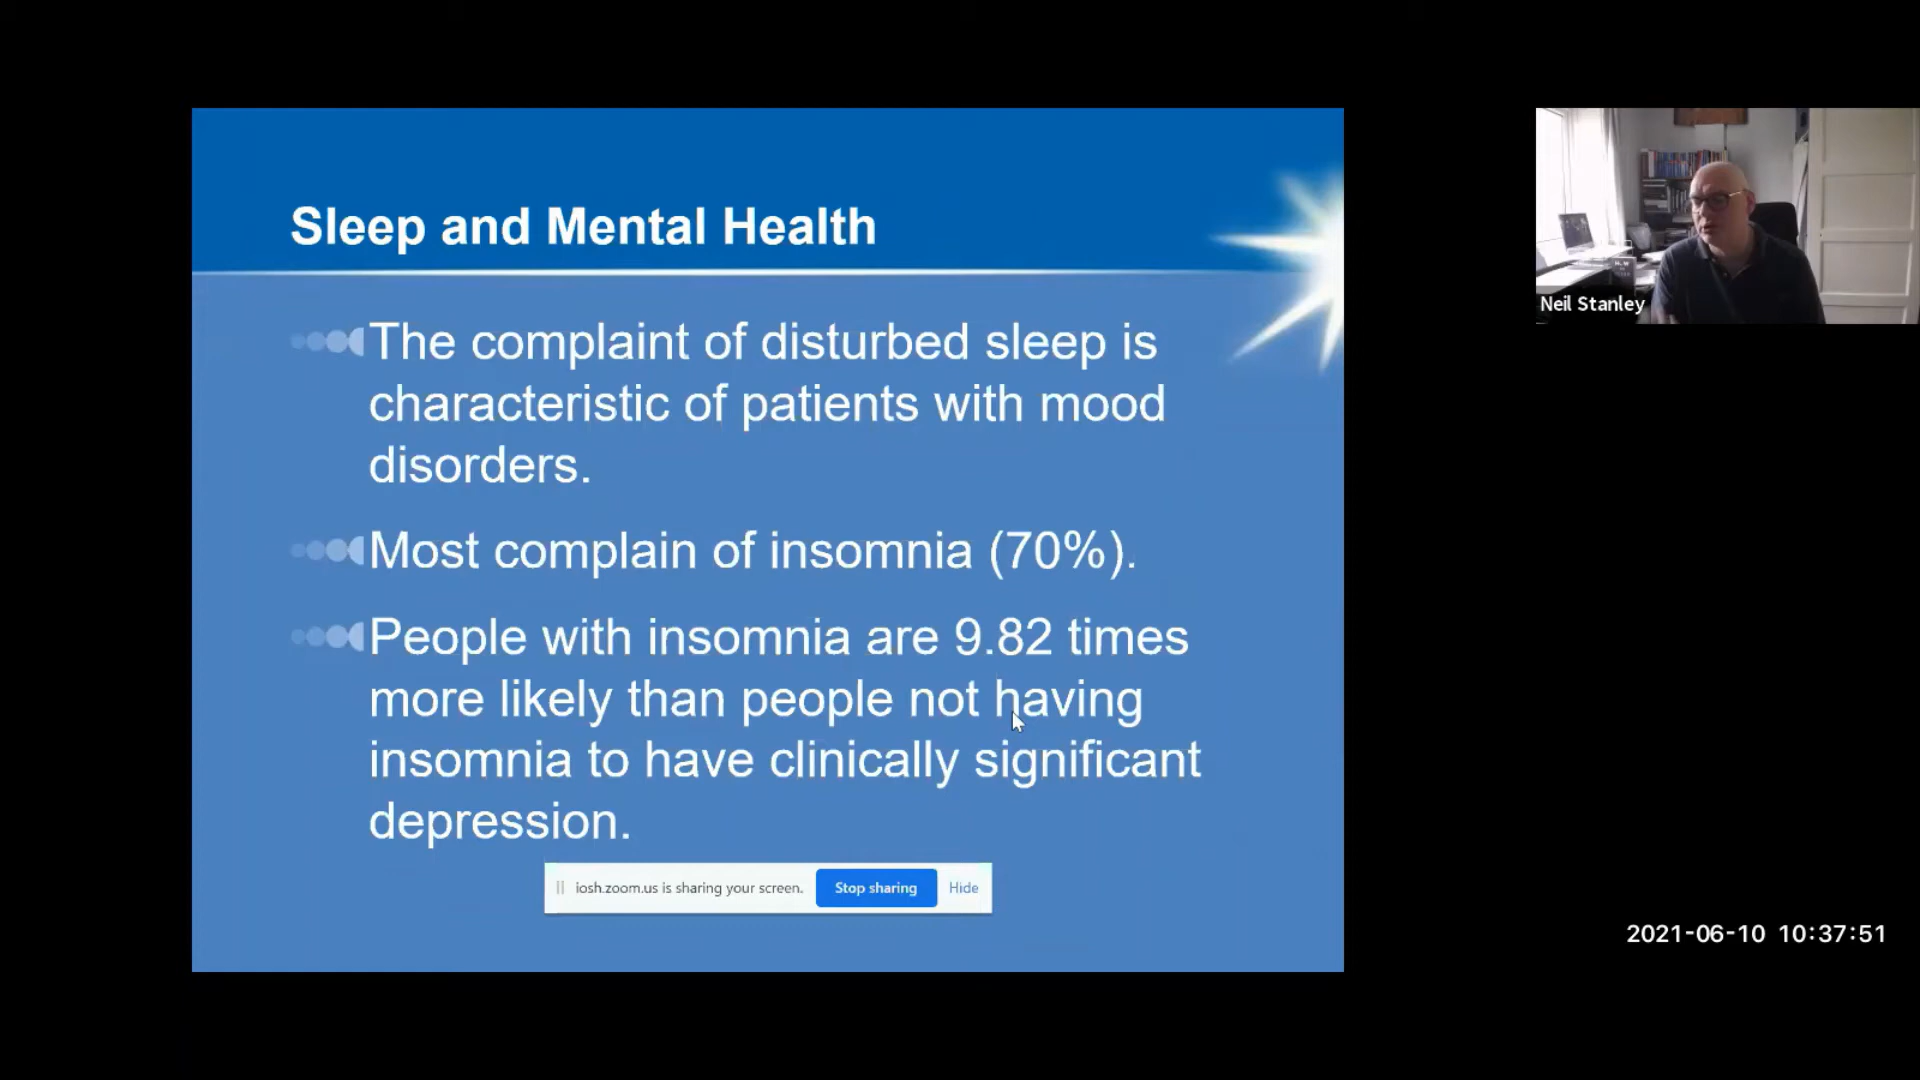 Sleep and Mental Health
The complaint of disturbed sleep is
characteristic of patients with mood
disorders.
Most complain of insomnia (70%).
People with insomnia are 9.82 times
more likely than people not having
insomnia to have clinically significant
depression.
iosh.zoom.us is sharing your screen. Stop sharing Hide
Neil Stanley
2021-06-10 10:37:51